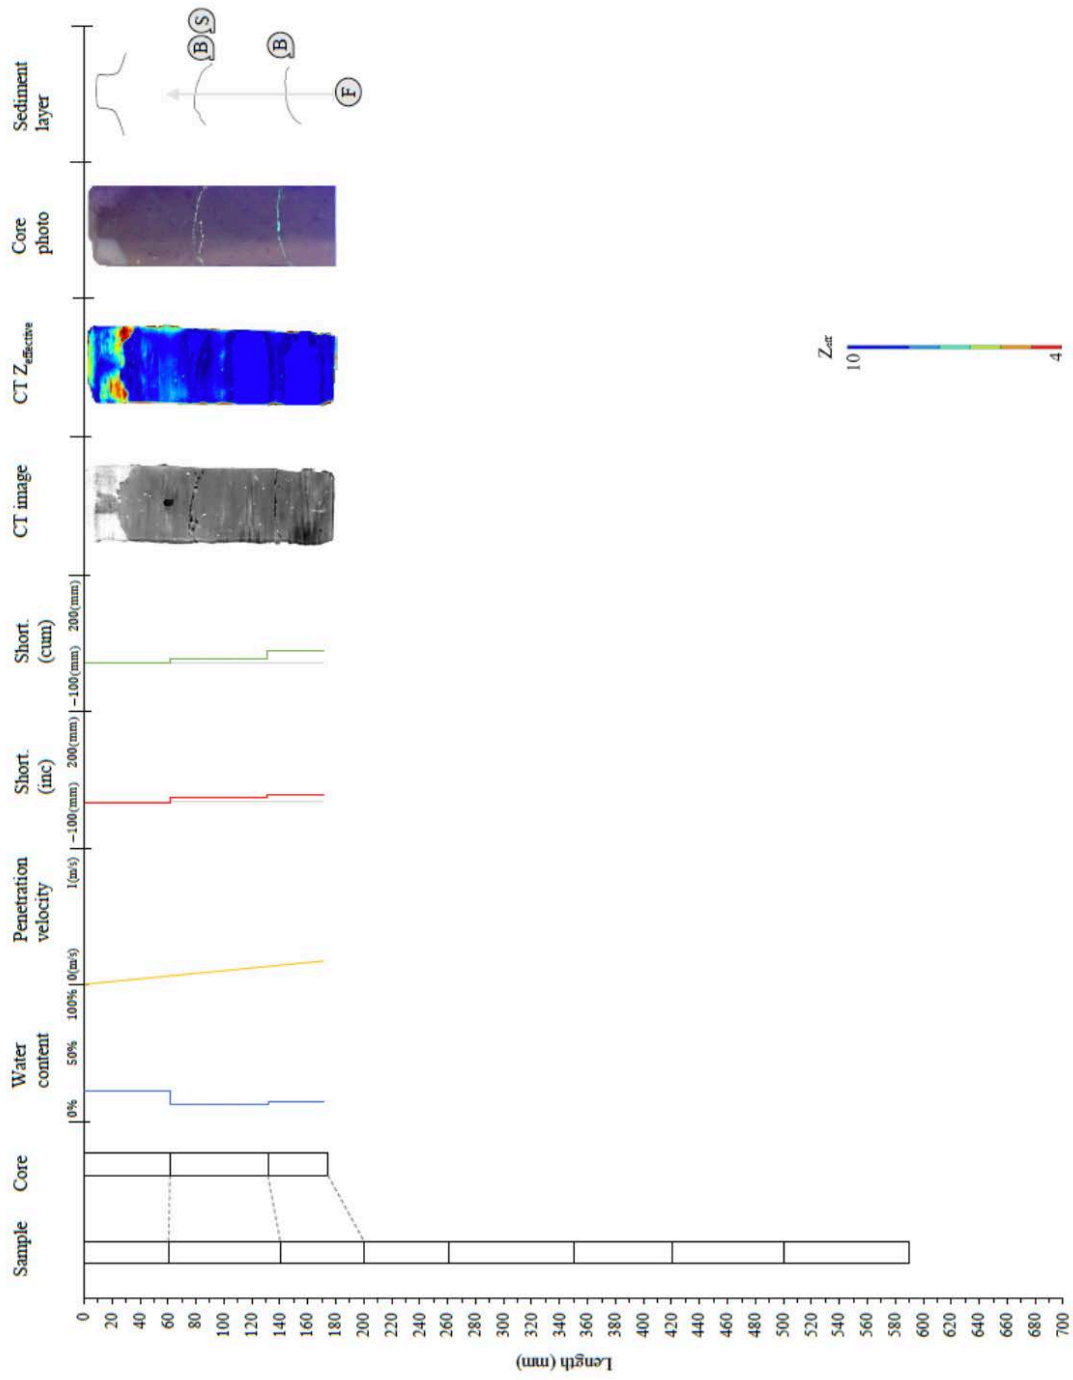 Sample
Core
Water
content
0%
50%
100%
Penetration
velocity
0(m/s)
1(m/s)
Short.
(inc)
−100(mm)
200(mm)
Short.
(cum)
−100(mm)
200(mm)
CT image
CT Zeffective
Core
photo
Sediment
layer
Length (mm)
0
20
40
60
80
100
120
140
160
180
200
220
240
260
280
300
320
340
360
380
400
420
440
460
480
500
520
540
560
580
600
620
640
660
680
700
B
S
B
F
Zeff
10
4